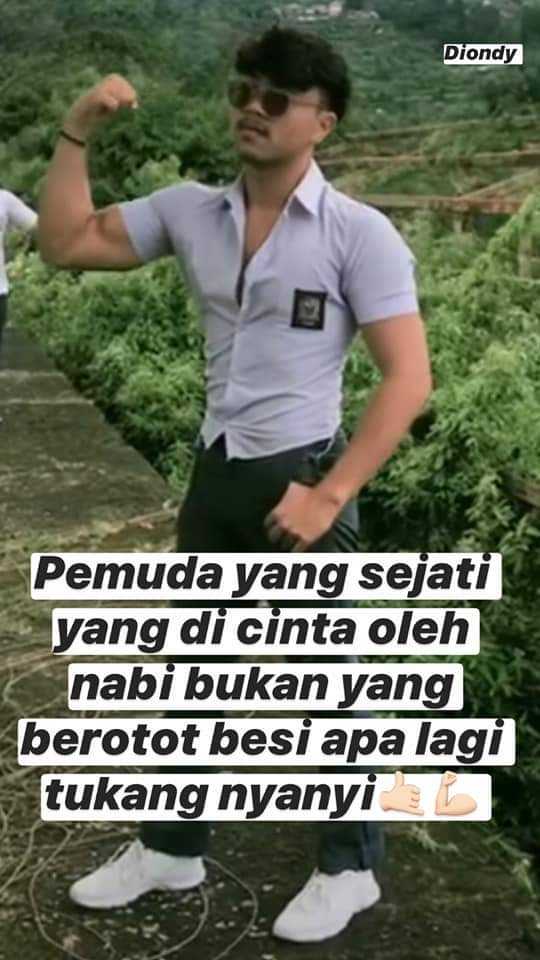 Diondy
Pemuda yang sejati
yang di cinta oleh
nabi bukan yang
berotot besi apa lagi
tukang nyanyi🤙🏻💪🏻